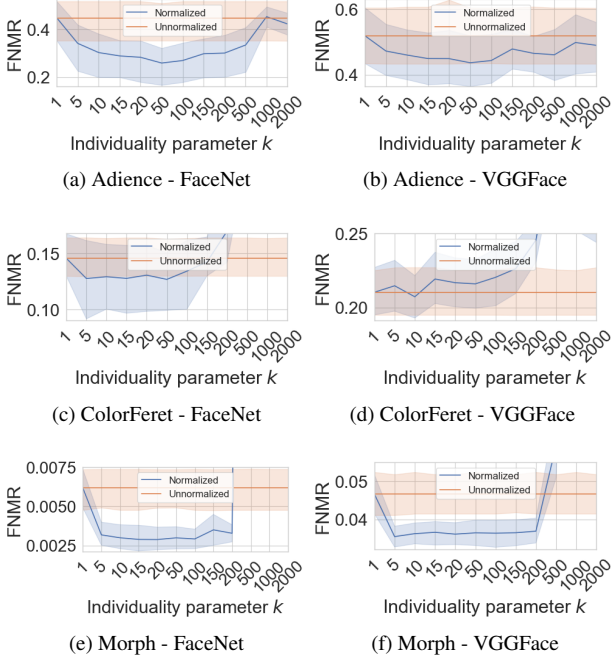 FNMR
0.4
0.2
Normalized
Unnormalized
1 5 10 15 20 50 100 150 200 500 1000 2000
Individuality parameter k
(a) Adience - FaceNet
FNMR
0.6
0.4
Normalized
Unnormalized
1 5 10 15 20 50 100 150 200 500 1000 2000
Individuality parameter k
(b) Adience - VGGFace
FNMR
0.15
0.10
Normalized
Unnormalized
1 5 10 15 20 50 100 150 200 500 1000 2000
Individuality parameter k
(c) ColorFeret - FaceNet
FNMR
0.25
0.20
Normalized
Unnormalized
1 5 10 15 20 50 100 150 200 500 1000 2000
Individuality parameter k
(d) ColorFeret - VGGFace
FNMR
0.0075
0.0050
0.0025
Normalized
Unnormalized
1 5 10 15 20 50 100 150 200 500 1000 2000
Individuality parameter k
(e) Morph - FaceNet
FNMR
0.05
0.04
Normalized
Unnormalized
1 5 10 15 20 50 100 150 200 500 1000 2000
Individuality parameter k
(f) Morph - VGGFace